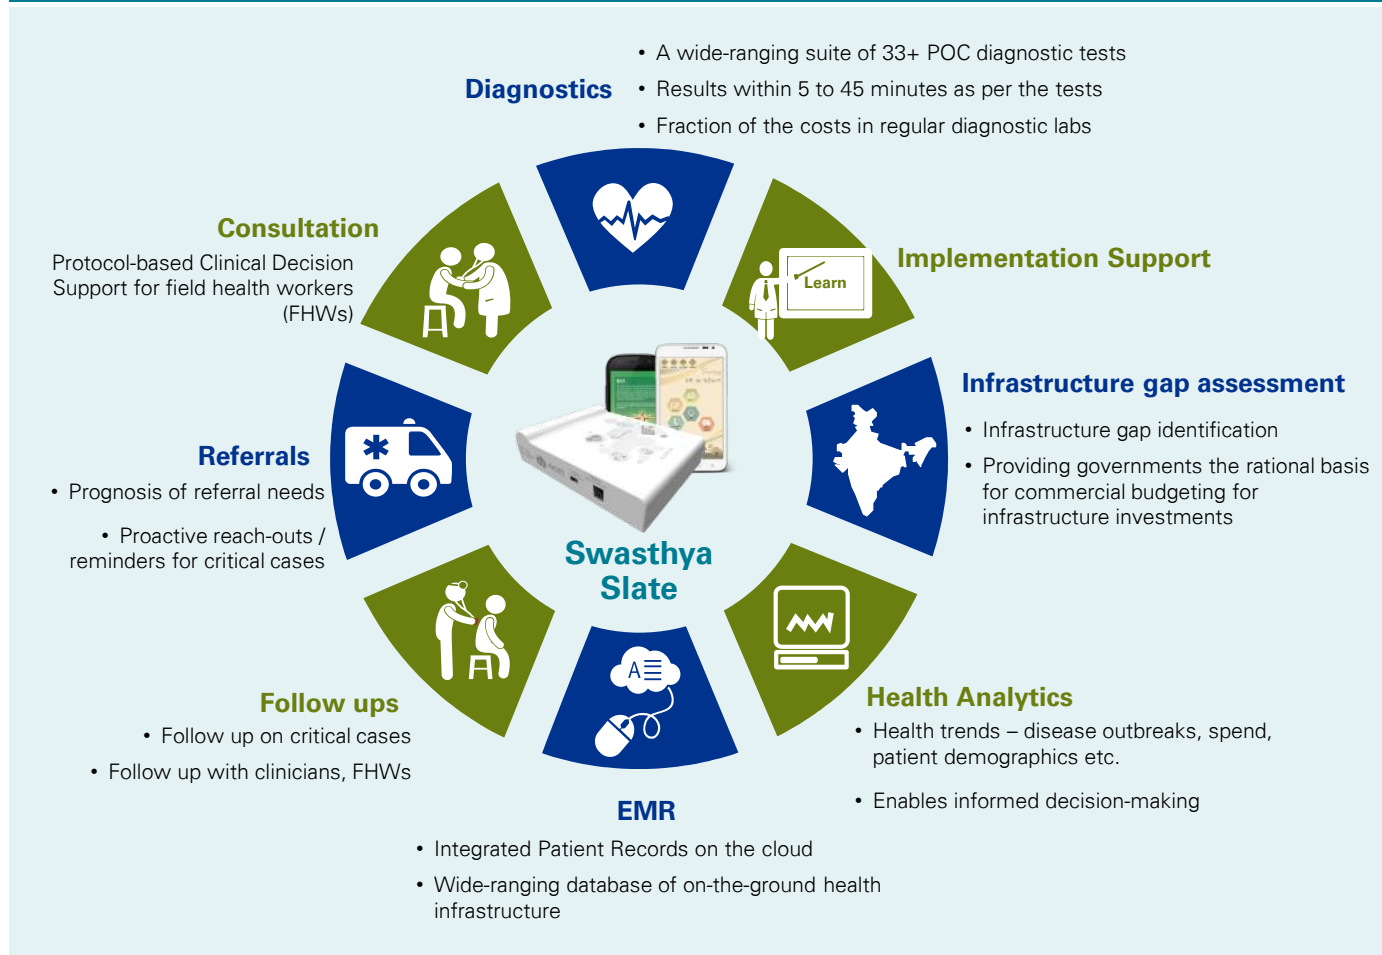 Diagnostics
• A wide-ranging suite of 33+ POC diagnostic tests
• Results within 5 to 45 minutes as per the tests
• Fraction of the costs in regular diagnostic labs
Implementation Support
Learn
Infrastructure gap assessment
• Infrastructure gap identification
• Providing governments the rational basis
for commercial budgeting for
infrastructure investments
Health Analytics
• Health trends – disease outbreaks, spend,
patient demographics etc.
• Enables informed decision-making
EMR
• Integrated Patient Records on the cloud
• Wide-ranging database of on-the-ground health
infrastructure
A
Follow ups
• Follow up on critical cases
• Follow up with clinicians, FHWs
Referrals
• Prognosis of referral needs
• Proactive reach-outs /
reminders for critical cases
Consultation
Protocol-based Clinical Decision
Support for field health workers
(FHWs)
Swasthya
Slate